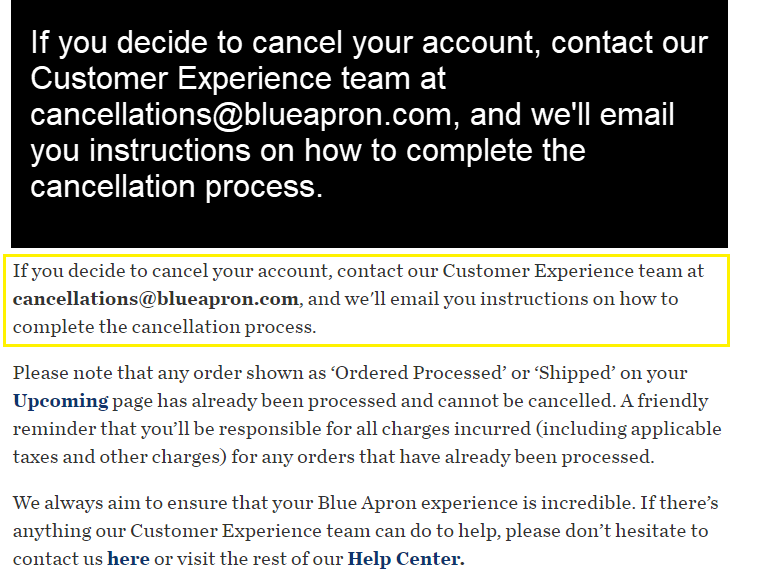 If you decide to cancel your account, contact our
Customer Experience team at
cancellations@blueapron.com, and we'll email
you instructions on how to complete the
cancellation process.
If you decide to cancel your account, contact our Customer Experience team at
cancellations@blueapron.com, and we'll email you instructions on how to
complete the cancellation process.
Please note that any order shown as ‘Ordered Processed’ or ‘Shipped’ on your
Upcoming page has already been processed and cannot be cancelled. A friendly
reminder that you’ll be responsible for all charges incurred (including applicable
taxes and other charges) for any orders that have already been processed.
We always aim to ensure that your Blue Apron experience is incredible. If there’s
anything our Customer Experience team can do to help, please don’t hesitate to
contact us here or visit the rest of our Help Center.